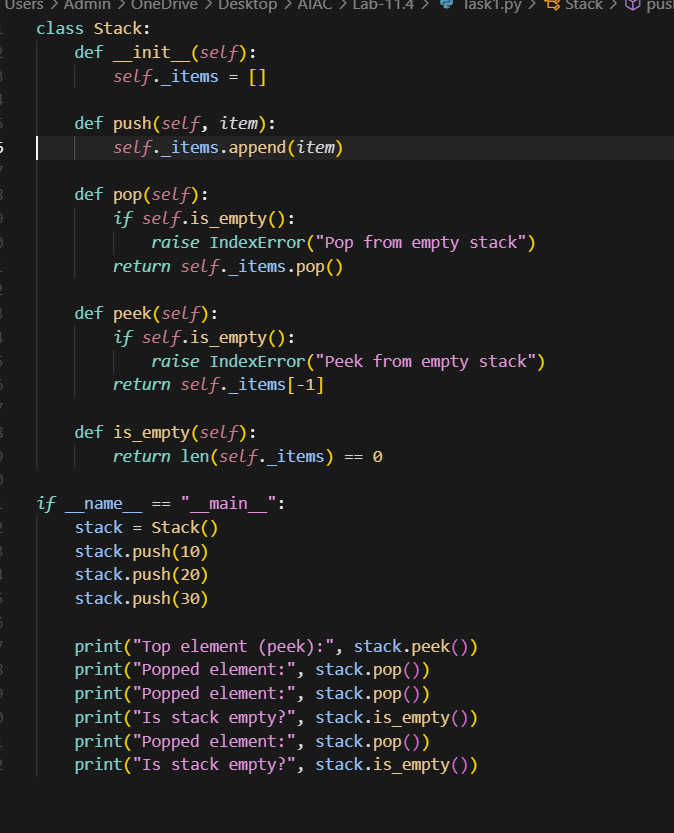 Users > Admin > OneDrive > Desktop > AIAC > Lab-11.4 > Task1.py > Stack >
class Stack:
    def __init__(self):
        self._items = []

    def push(self, item):
        self._items.append(item)

    def pop(self):
        if self.is_empty():
            raise IndexError("Pop from empty stack")
        return self._items.pop()

    def peek(self):
        if self.is_empty():
            raise IndexError("Peek from empty stack")
        return self._items[-1]

    def is_empty(self):
        return len(self._items) == 0

if __name__ == "__main__":
    stack = Stack()
    stack.push(10)
    stack.push(20)
    stack.push(30)

    print("Top element (peek):", stack.peek())
    print("Popped element:", stack.pop())
    print("Popped element:", stack.pop())
    print("Is stack empty?", stack.is_empty())
    print("Popped element:", stack.pop())
    print("Is stack empty?", stack.is_empty())